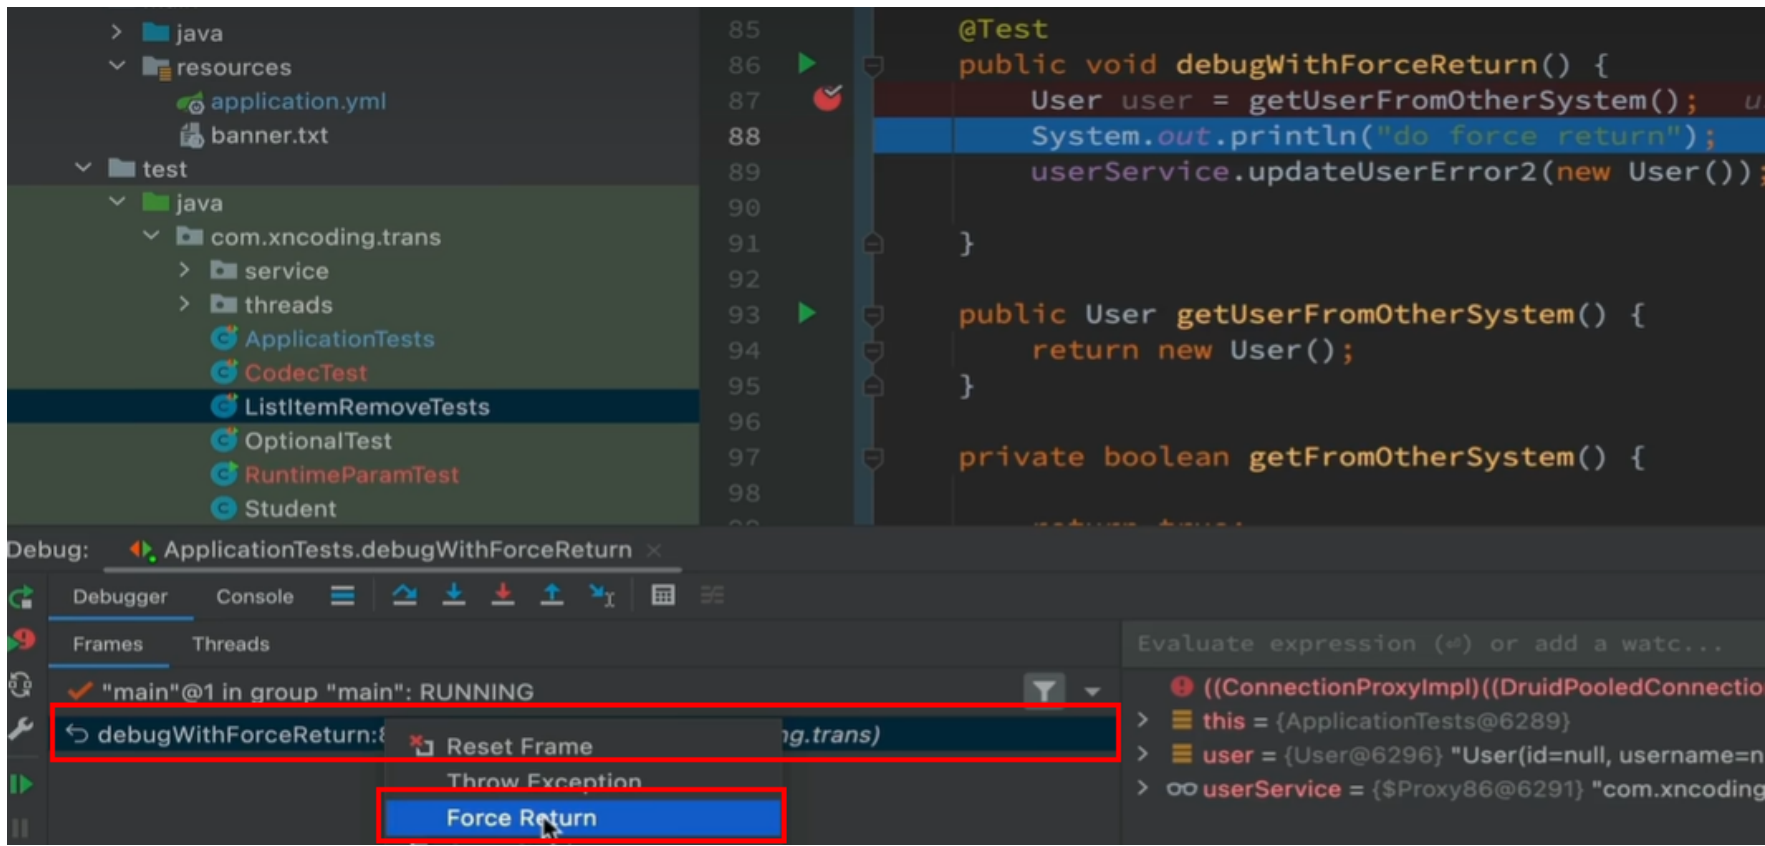 java
resources
application.yml
banner.txt
test
java
com.xncoding.trans
service
threads
ApplicationTests
CodecTest
ListItemRemoveTests
OptionalTest
RuntimeParamTest
Student
85 @Test
86 public void debugWithForceReturn() {
87 User user = getUserFromOtherSystem();
88 System.out.println("do force return");
89 userService.updateUserError2(new User());
90
91 }
92
93 public User getUserFromOtherSystem() {
94 return new User();
95 }
96
97 private boolean getFromOtherSystem() {
98
return true;
Debug: ApplicationTests.debugWithForceReturn
Debugger Console
Frames Threads
Evaluate expression (⏎) or add a watc...
"main"@1 in group "main": RUNNING
debugWithForceReturn:
ng.trans)
Reset Frame
Throw Exception
Force Return
((ConnectionProxyImpl)((DruidPooledConnectio
this = {ApplicationTests@6289}
user = {User@6296} "User(id=null, username=n
userService = {$Proxy86@6291} "com.xncoding